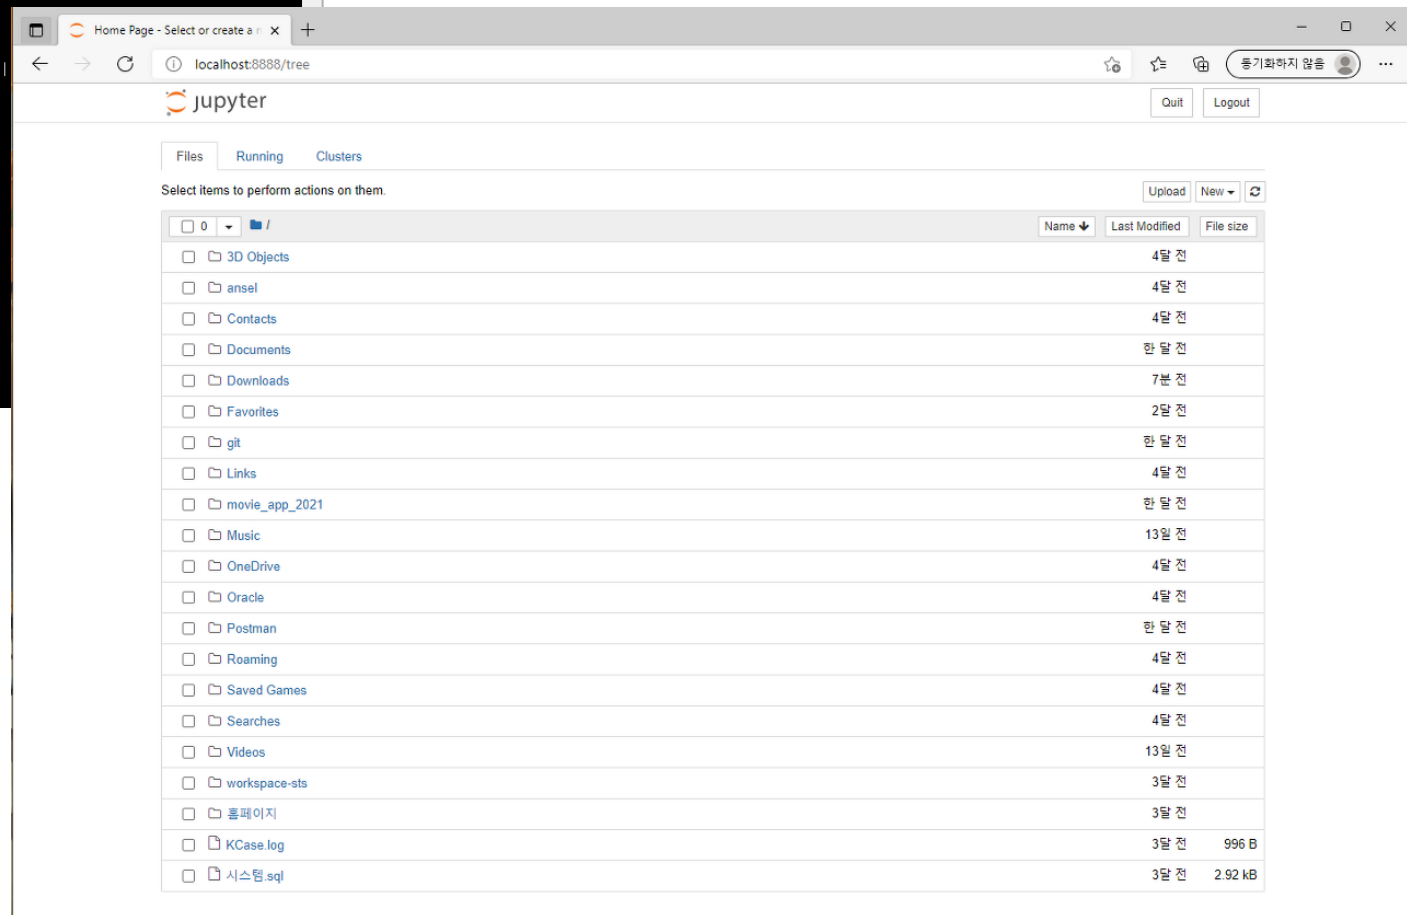 Home Page - Select or create a n
localhost:8888/tree
동기화하지 않음
jupyter
Quit Logout
Files Running Clusters
Select items to perform actions on them.
Upload New
0 / Name Last Modified File size
3D Objects 4달 전
ansel 4달 전
Contacts 4달 전
Documents 한 달 전
Downloads 7분 전
Favorites 2달 전
git 한 달 전
Links 4달 전
movie_app_2021 한 달 전
Music 13일 전
OneDrive 4달 전
Oracle 4달 전
Postman 한 달 전
Roaming 4달 전
Saved Games 4달 전
Searches 4달 전
Videos 13일 전
workspace-sts 3달 전
홈페이지 3달 전
KCase.log 3달 전 996 B
시스템.sql 3달 전 2.92 kB